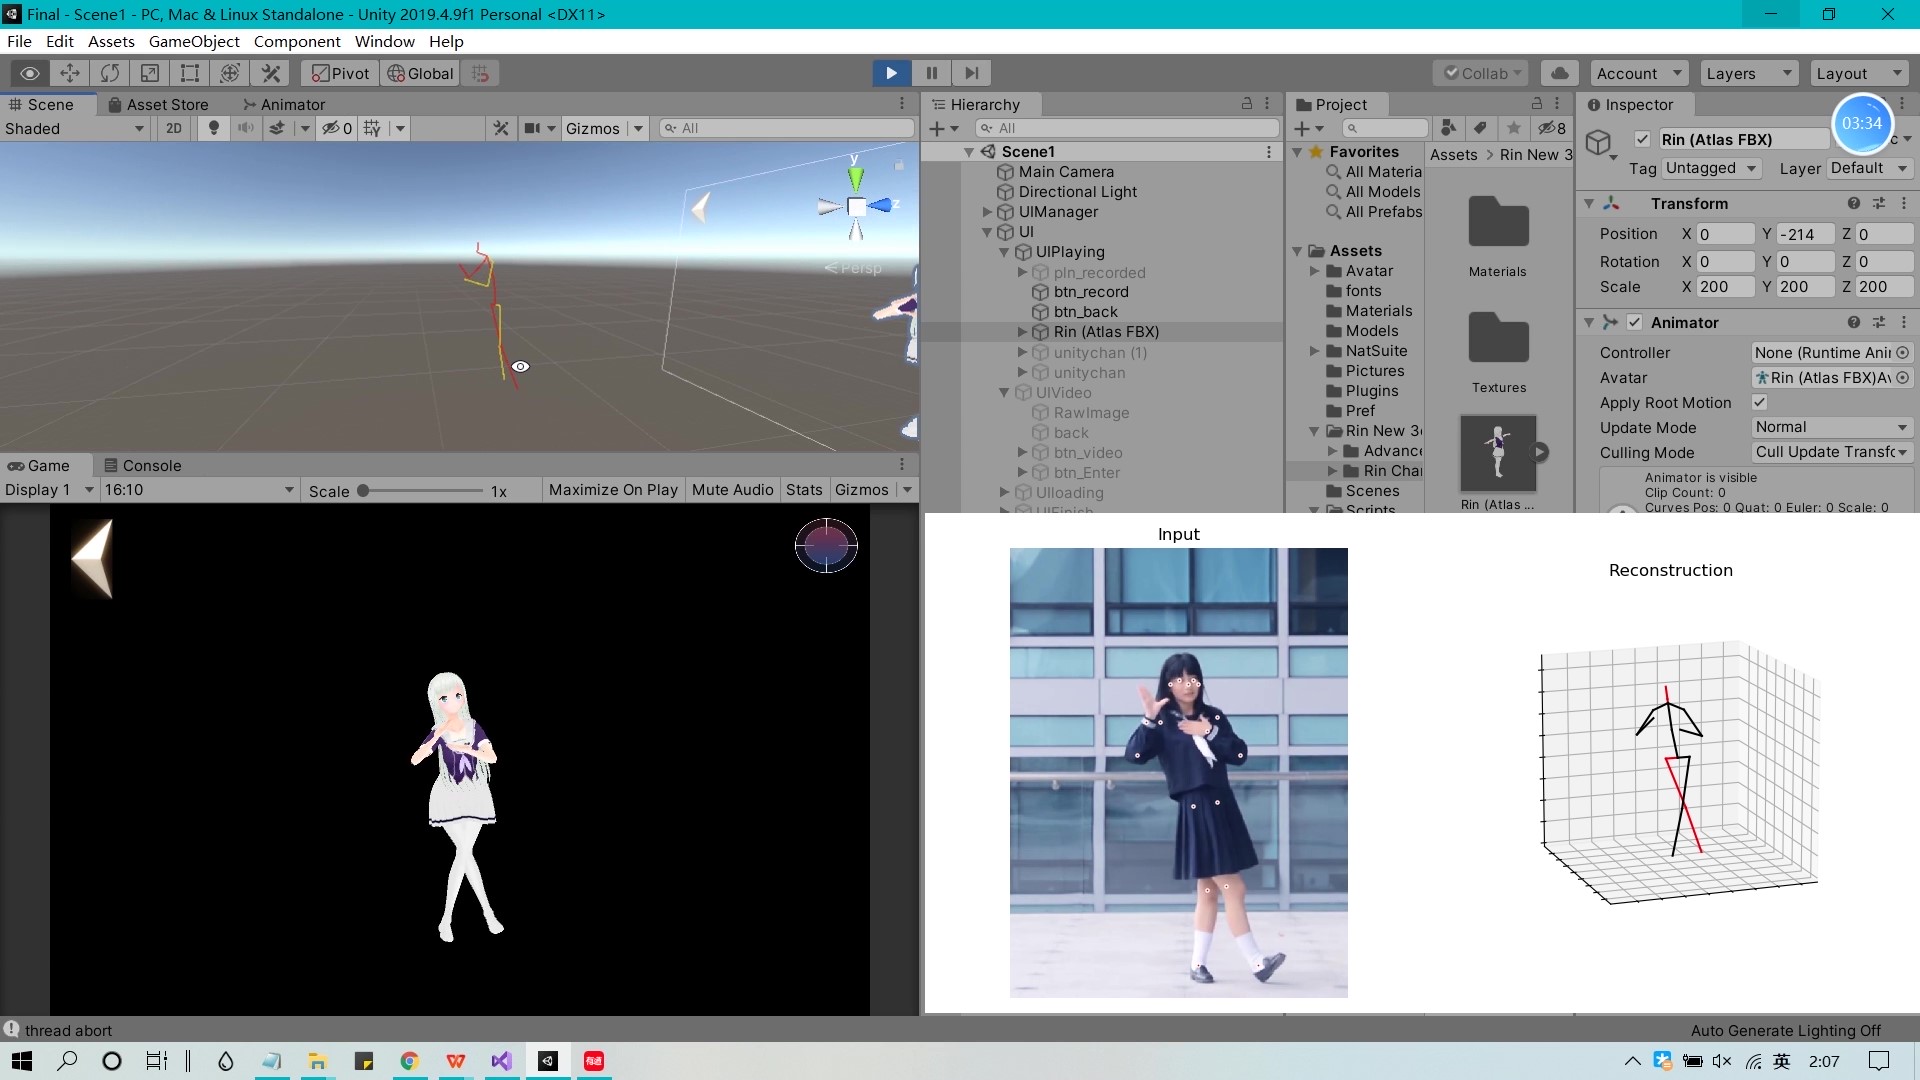 Final - Scene1 - PC, Mac & Linux Standalone - Unity 2019.4.9f1 Personal <DX11>
File Edit Assets GameObject Component Window Help
Pivot Global Collab Account Layers Layout
Scene Asset Store Animator
Shaded 2D 0 Gizmos All
y
z
Persp
Game Console
Display 1 16:10 Scale 1x Maximize On Play Mute Audio Stats Gizmos
Hierarchy
All
Scene1
Main Camera
Directional Light
UIManager
UI
UIPlaying
pln_recorded
btn_record
btn_back
Rin (Atlas FBX)
unitychan (1)
unitychan
UIVideo
RawImage
back
btn_video
btn_Enter
UIloading
UIFinish
Project
8
Favorites
All Materia
All Models
All Prefabs
Assets
Avatar
fonts
Materials
Models
NatSuite
Pictures
Plugins
Pref
Rin New 3
Advanc
Rin Cha
Scenes
Scripts
Assets > Rin New 3
Materials
Textures
Rin (Atlas ...
Inspector
03:34
Rin (Atlas FBX)
Tag Untagged Layer Default
Transform
Position X 0 Y -214 Z 0
Rotation X 0 Y 0 Z 0
Scale X 200 Y 200 Z 200
Animator
Controller None (Runtime Ani
Avatar Rin (Atlas FBX)Av
Apply Root Motion
Update Mode Normal
Culling Mode Cull Update Transfo
Animator is visible
Clip Count: 0
Curves Pos: 0 Quat: 0 Euler: 0 Scale: 0
Input
Reconstruction
thread abort
Auto Generate Lighting Off
有道
英 2:07